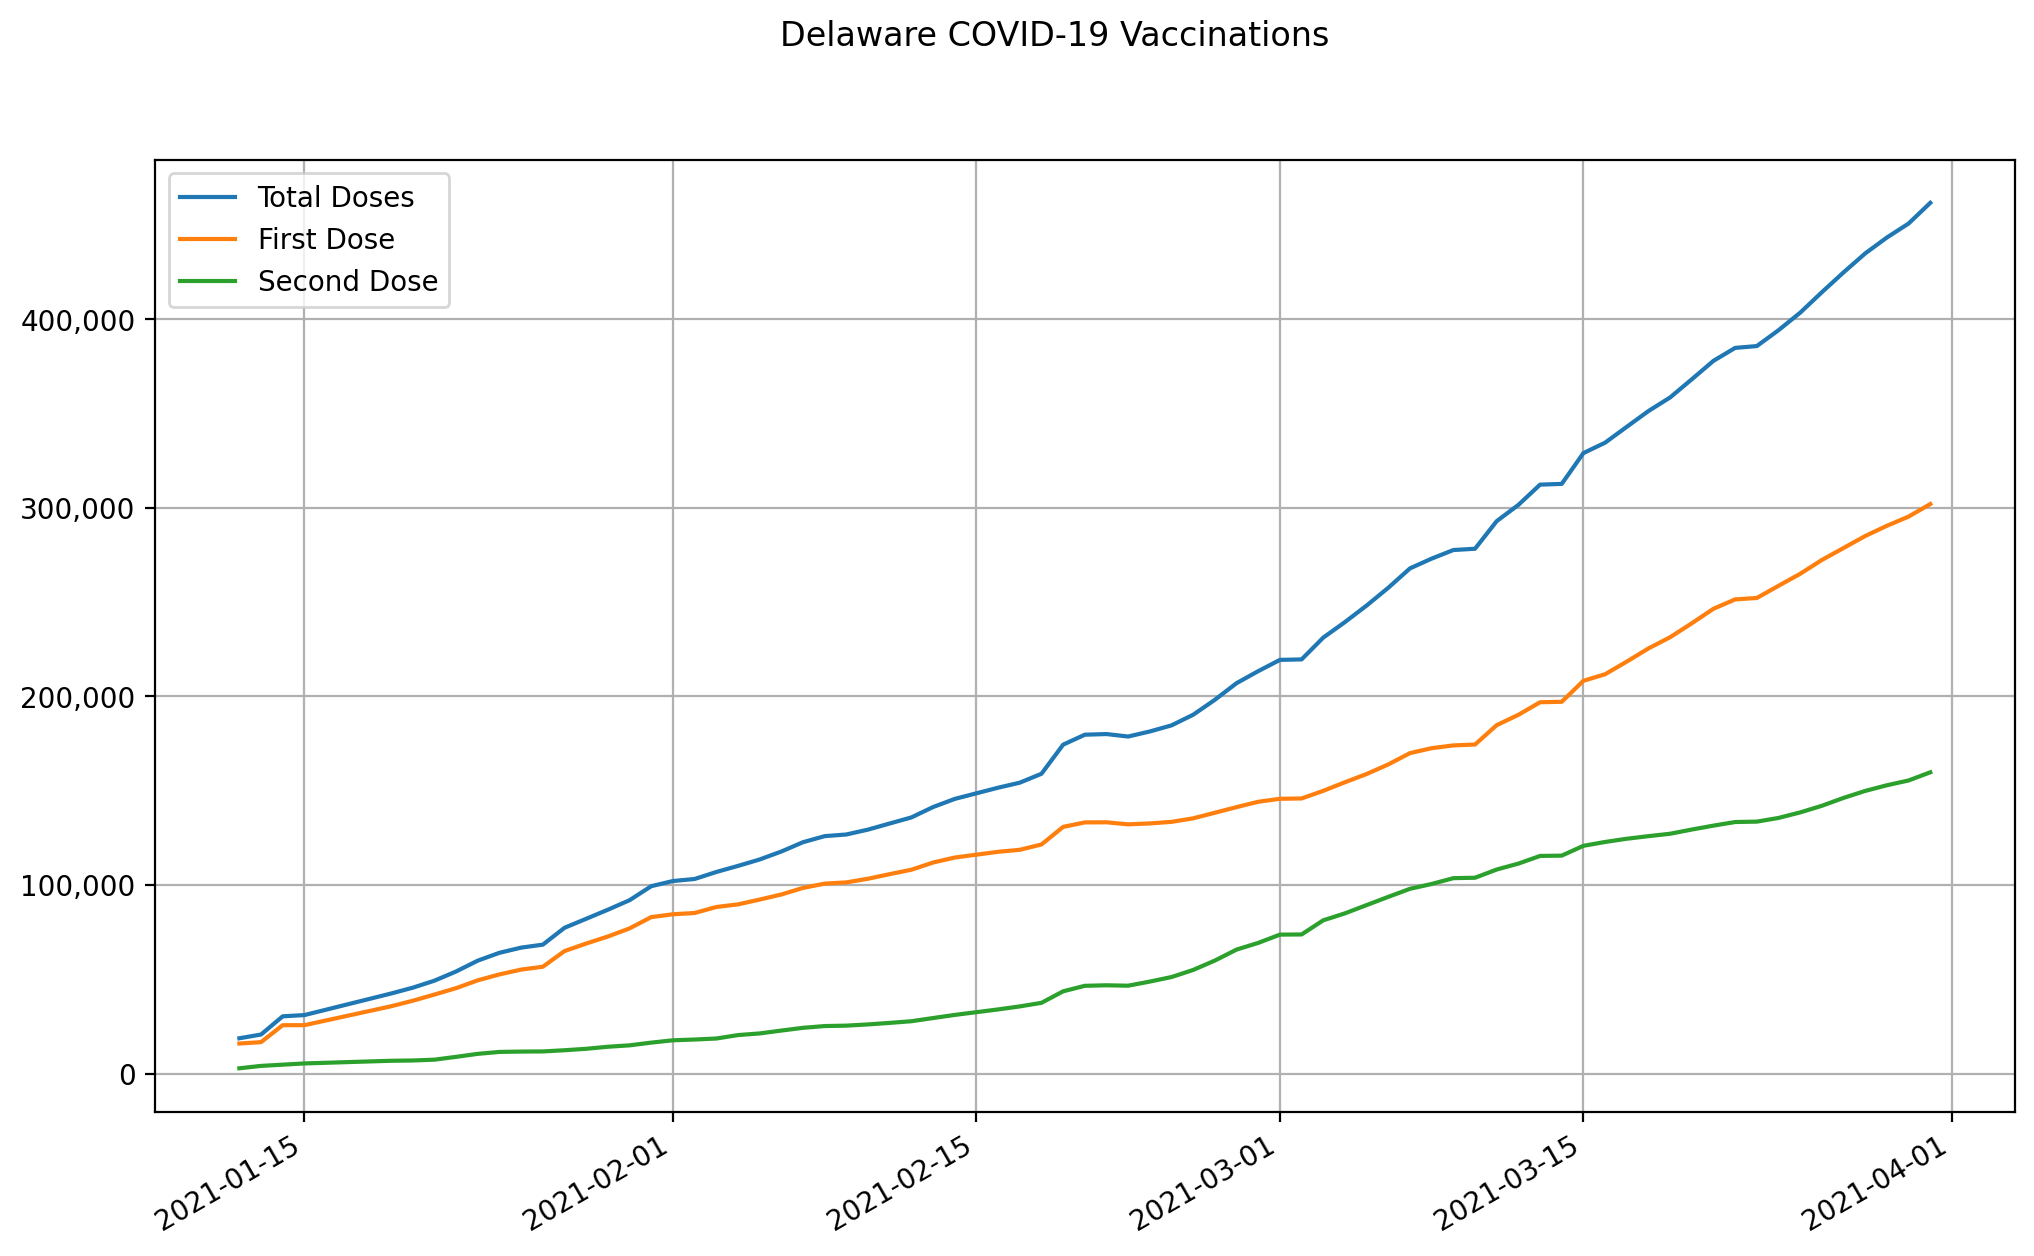 Delaware COVID-19 Vaccinations
Total Doses
First Dose
Second Dose
400,000
300,000
200,000
100,000
0
2021-01-15
2021-02-01
2021-02-15
2021-03-01
2021-03-15
2021-04-01